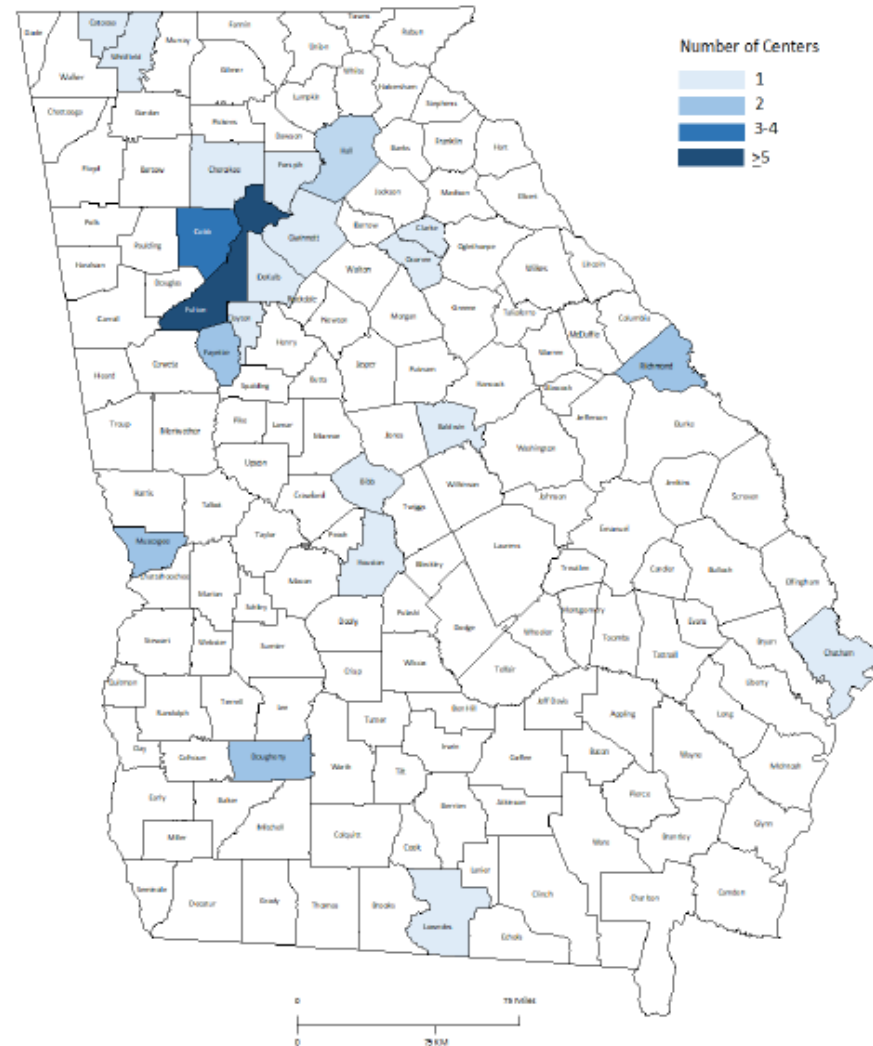 Number of Centers
1
2
3-4
≥5
Dade
Catoosa
Whitfield
Murray
Fannin
Towns
Rabun
Union
Walker
Gilmer
White
Lumpkin
Habersham
Stephens
Chattooga
Gordon
Pickens
Dawson
Hall
Banks
Franklin
Hart
Floyd
Bartow
Cherokee
Forsyth
Jackson
Madison
Elbert
Polk
Paulding
Cobb
Gwinnett
Barrow
Clarke
Oconee
Oglethorpe
Haralson
Douglas
DeKalb
Walton
Wilkes
Lincoln
Carroll
Fulton
Clayton
Rockdale
Newton
Morgan
Greene
Taliaferro
McDuffie
Columbia
Fayette
Henry
Warren
Richmond
Heard
Coweta
Spalding
Butts
Jasper
Putnam
Hancock
Glascock
Troup
Meriwether
Pike
Lamar
Monroe
Jones
Baldwin
Washington
Jefferson
Burke
Upson
Bibb
Wilkinson
Harris
Talbot
Crawford
Twiggs
Johnson
Jenkins
Screven
Muscogee
Taylor
Peach
Houston
Laurens
Emanuel
Chattahoochee
Marion
Macon
Bleckley
Treutlen
Candler
Bulloch
Effingham
Schley
Dooly
Pulaski
Montgomery
Evans
Stewart
Webster
Sumter
Dodge
Wheeler
Toombs
Tattnall
Bryan
Chatham
Wilcox
Crisp
Telfair
Liberty
Quitman
Randolph
Terrell
Lee
Turner
Ben Hill
Jeff Davis
Appling
Long
Clay
Calhoun
Dougherty
Worth
Irwin
Coffee
Bacon
Wayne
McIntosh
Tift
Early
Baker
Berrien
Atkinson
Pierce
Miller
Mitchell
Colquitt
Cook
Ware
Brantley
Glynn
Lanier
Seminole
Decatur
Grady
Thomas
Brooks
Lowndes
Clinch
Charlton
Camden
Echols
0
75 Miles
0
75 KM